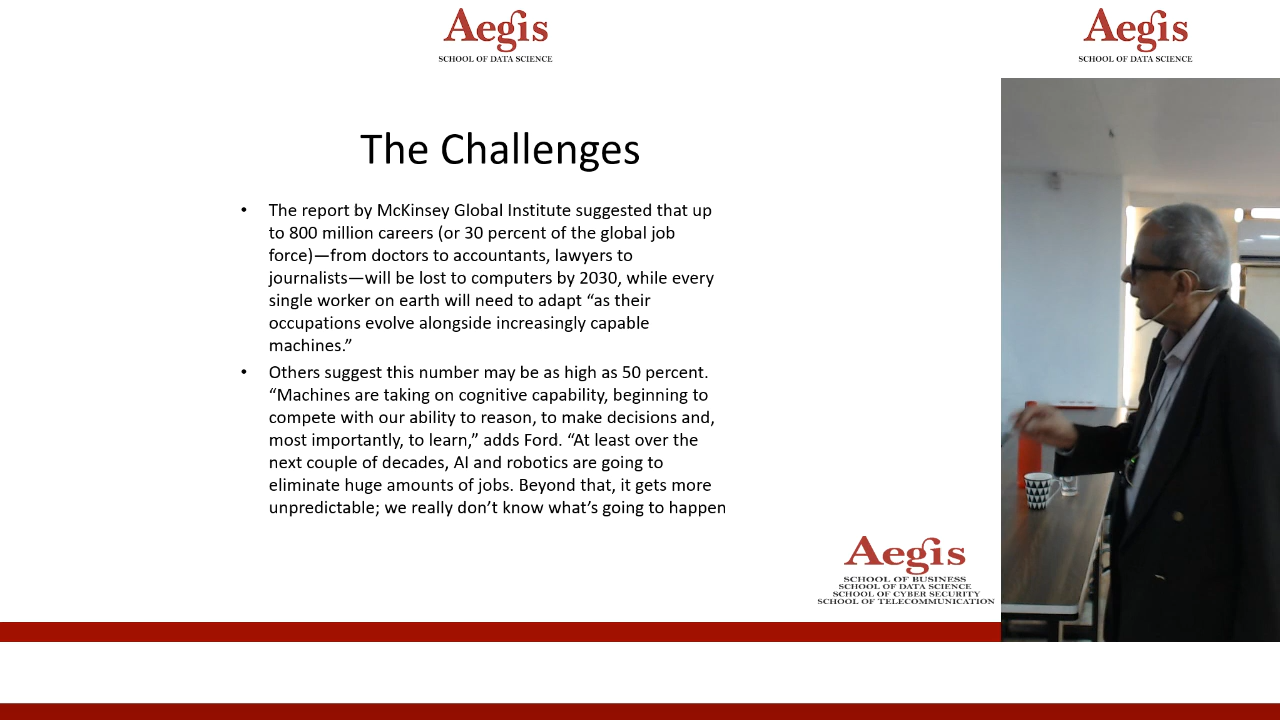 Aegis
SCHOOL OF DATA SCIENCE
Aegis
SCHOOL OF DATA SCIENCE
The Challenges
• The report by McKinsey Global Institute suggested that up
to 800 million careers (or 30 percent of the global job
force)—from doctors to accountants, lawyers to
journalists—will be lost to computers by 2030, while every
single worker on earth will need to adapt “as their
occupations evolve alongside increasingly capable
machines.”
• Others suggest this number may be as high as 50 percent.
“Machines are taking on cognitive capability, beginning to
compete with our ability to reason, to make decisions and,
most importantly, to learn,” adds Ford. “At least over the
next couple of decades, AI and robotics are going to
eliminate huge amounts of jobs. Beyond that, it gets more
unpredictable; we really don’t know what’s going to happen
Aegis
SCHOOL OF BUSINESS
SCHOOL OF DATA SCIENCE
SCHOOL OF CYBER SECURITY
SCHOOL OF TELECOMMUNICATION